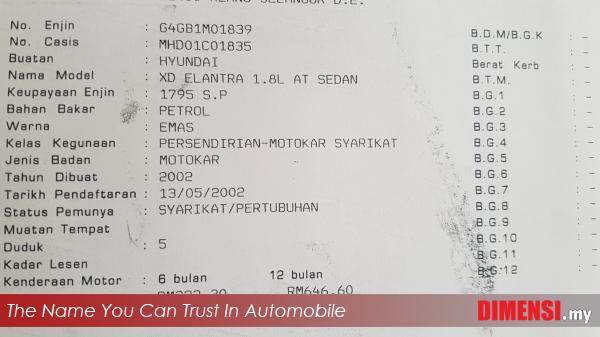 No. Enjin : G4GB1M01839
No. Casis : MHD01C01835
Buatan : HYUNDAI
Nama Model : XD ELANTRA 1.8L AT SEDAN
Keupayaan Enjin : 1795 S.P
Bahan Bakar : PETROL
Warna : EMAS
Kelas Kegunaan : PERSENDIRIAN-MOTOKAR SYARIKAT
Jenis Badan : MOTOKAR
Tahun Dibuat : 2002
Tarikh Pendaftaran : 13/05/2002
Status Pemunya : SYARIKAT/PERTUBUHAN
Muatan Tempat
Duduk : 5
Kadar Lesen
Kenderaan Motor : 6 bulan 12 bulan
RM646.60
B.D.M/B.G.K : -
B.T.T. : -
Berat Kerb : -
B.T.M. : -
B.G.1 : -
B.G.2 : -
B.G.3 : -
B.G.4 : -
B.G.5 : -
B.G.6 : -
B.G.7 : -
B.G.8 : -
B.G.9 : -
B.G.10 : -
B.G.11 : -
B.G.12 : -
The Name You Can Trust In Automobile
DIMENSI.my